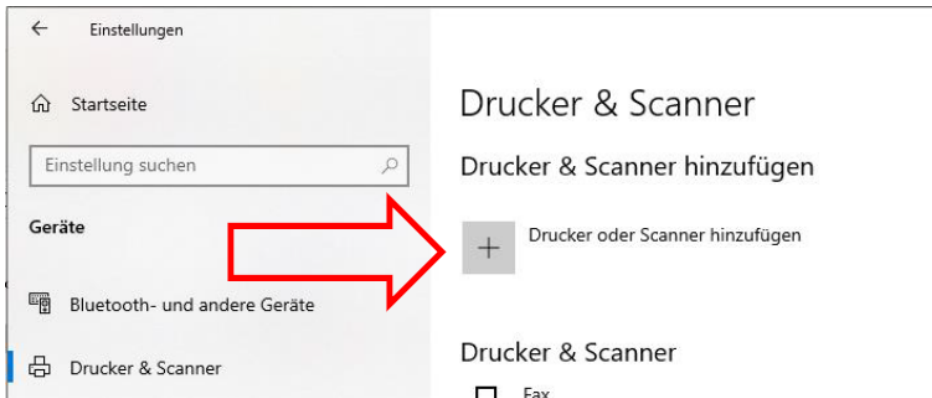 Einstellungen
Startseite
Einstellung suchen
Geräte
Bluetooth- und andere Geräte
Drucker & Scanner
Drucker & Scanner
Drucker & Scanner hinzufügen
Drucker oder Scanner hinzufügen
Drucker & Scanner
Fax